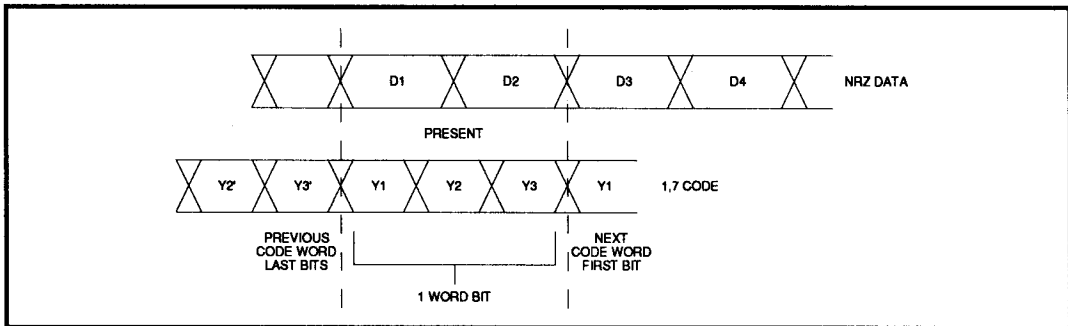 D1 D2 D3 D4 NRZ DATA
PRESENT
Y2' Y3' Y1 Y2 Y3 Y1 1,7 CODE
PREVIOUS
CODE WORD
LAST BITS
NEXT
CODE WORD
FIRST BIT
1 WORD BIT